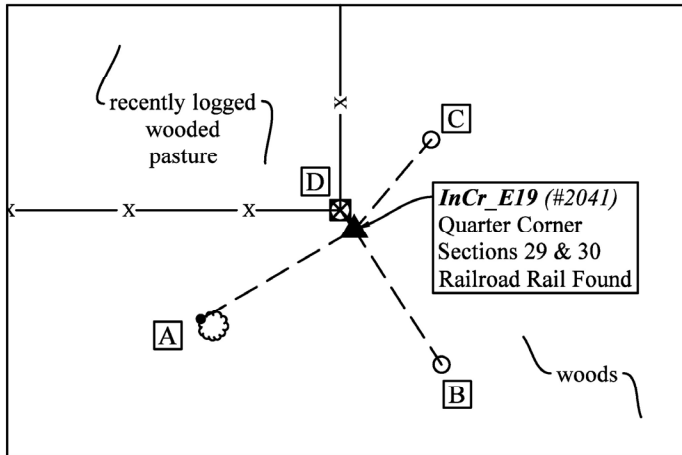 x
recently logged
wooded
pasture
C
D
InCr_E19 (#2041)
Quarter Corner
Sections 29 & 30
Railroad Rail Found
x x x
A
B
woods